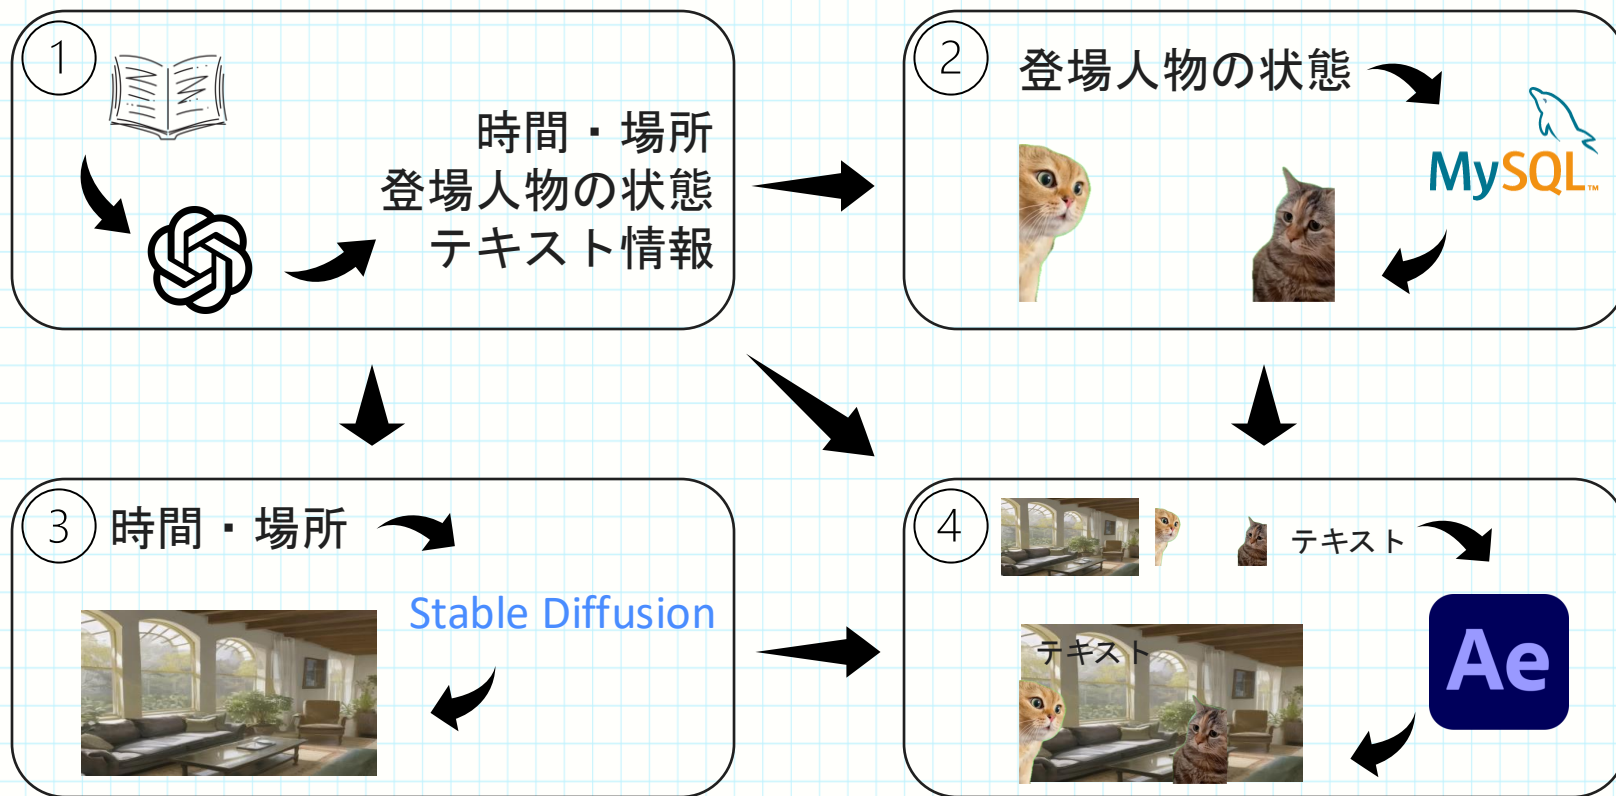 ①
時間・場所
登場人物の状態
テキスト情報
②
登場人物の状態
MySQL™
③
時間・場所
Stable Diffusion
④
テキスト
テキスト
Ae